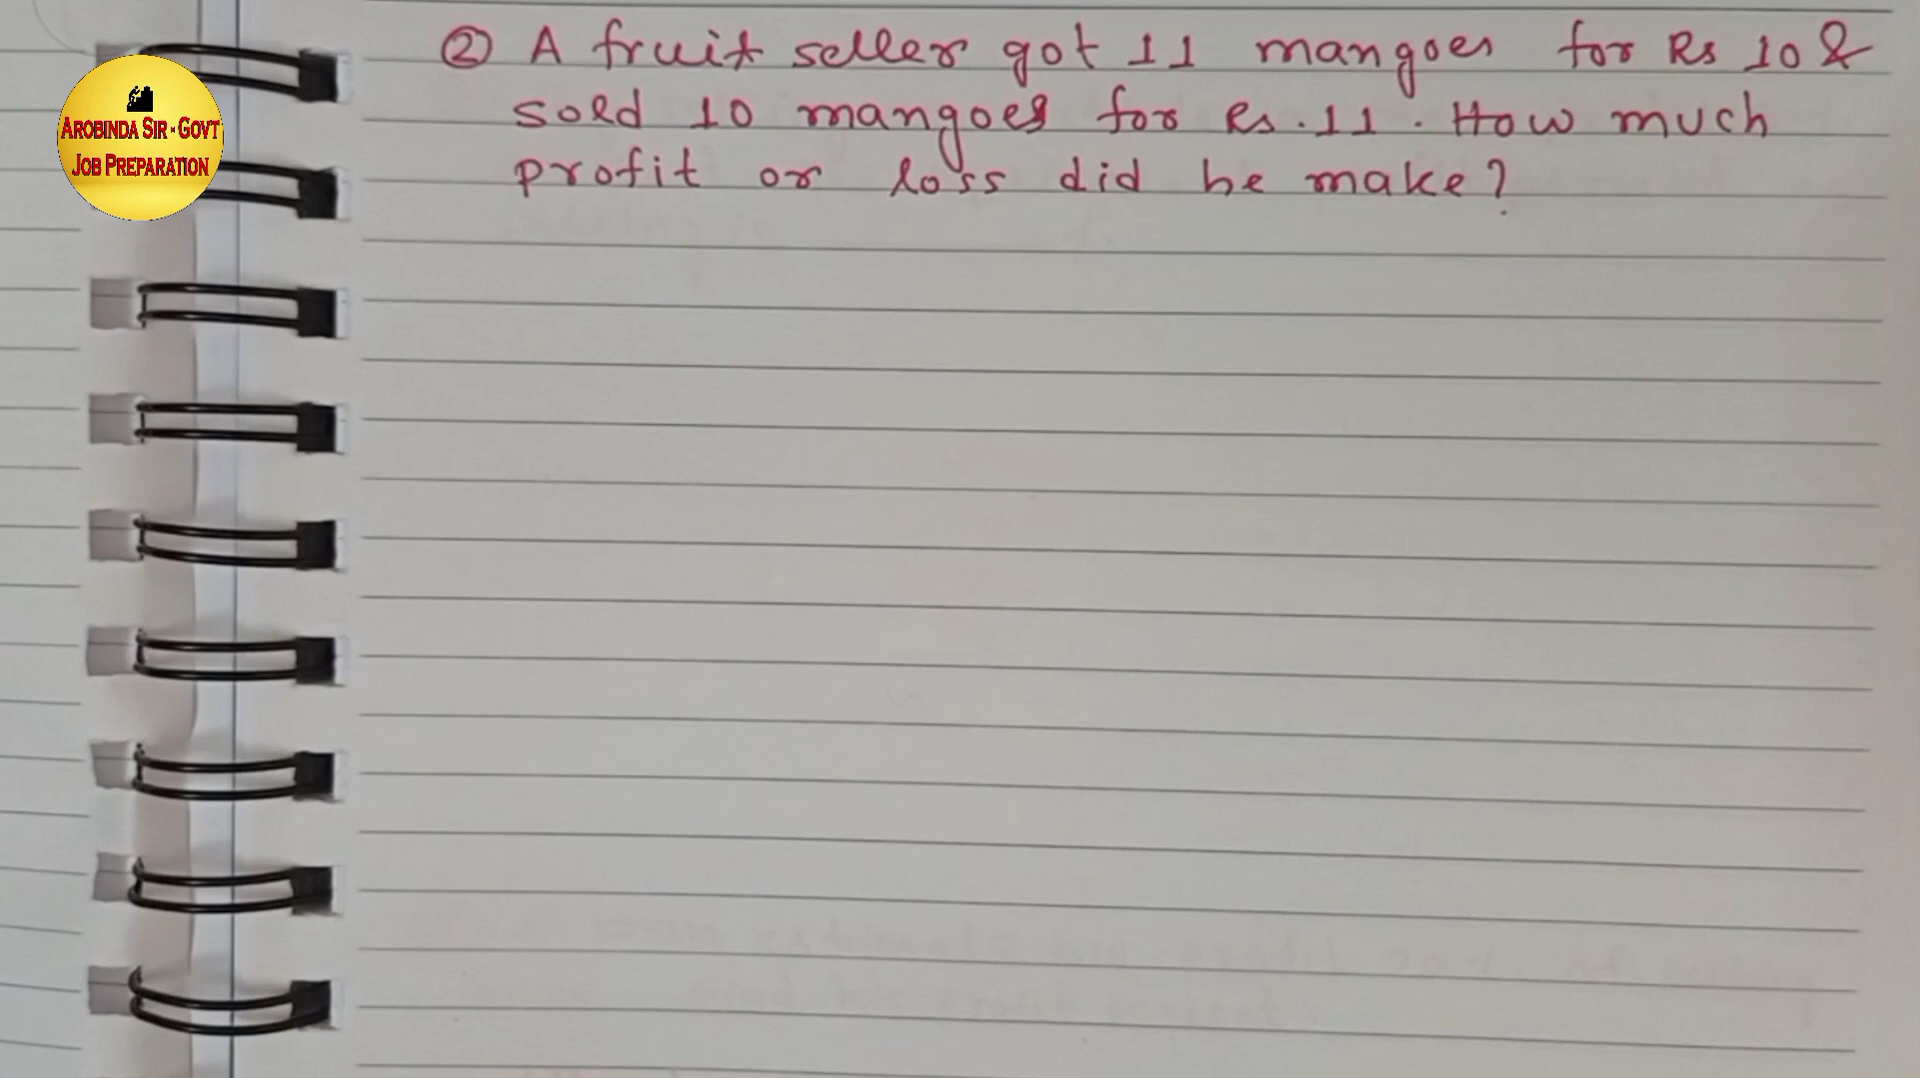 ② A fruit seller got 11 mangoes for Rs 10 &
sold 10 mangoes for Rs. 11. How much
profit or loss did he make?
AROBINDA SIR - GOVT
JOB PREPARATION